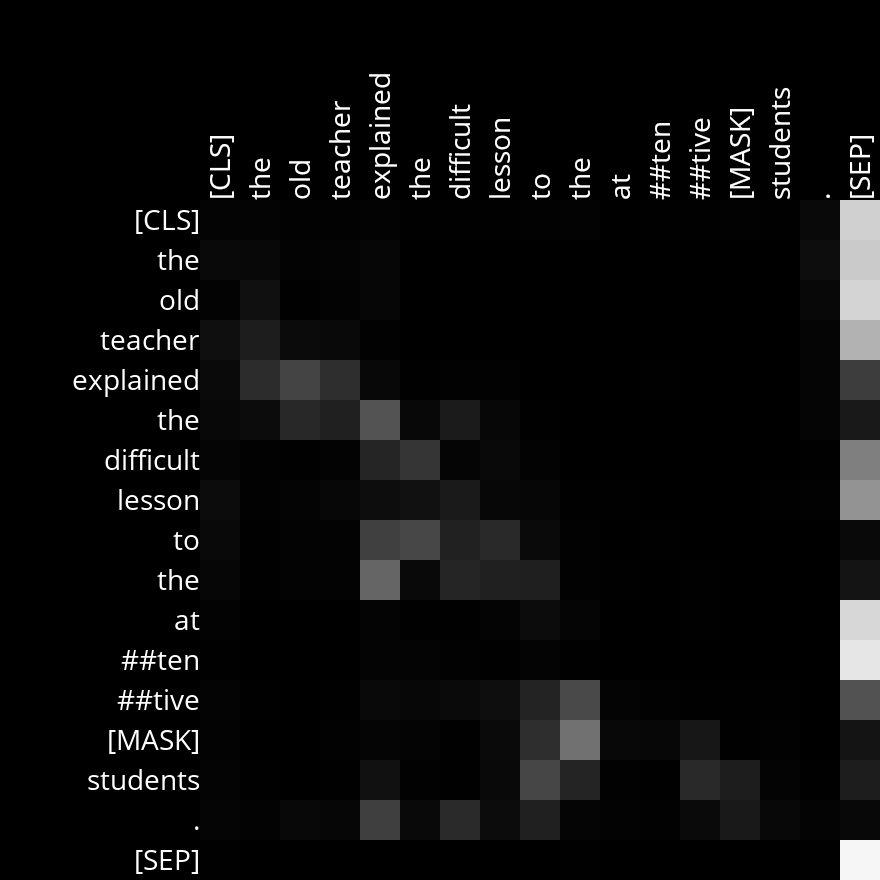 [CLS] the old teacher explained the difficult lesson to the at ##ten ##tive [MASK] students . [SEP]
[CLS]
the
old
teacher
explained
the
difficult
lesson
to
the
at
##ten
##tive
[MASK]
students
.
[SEP]